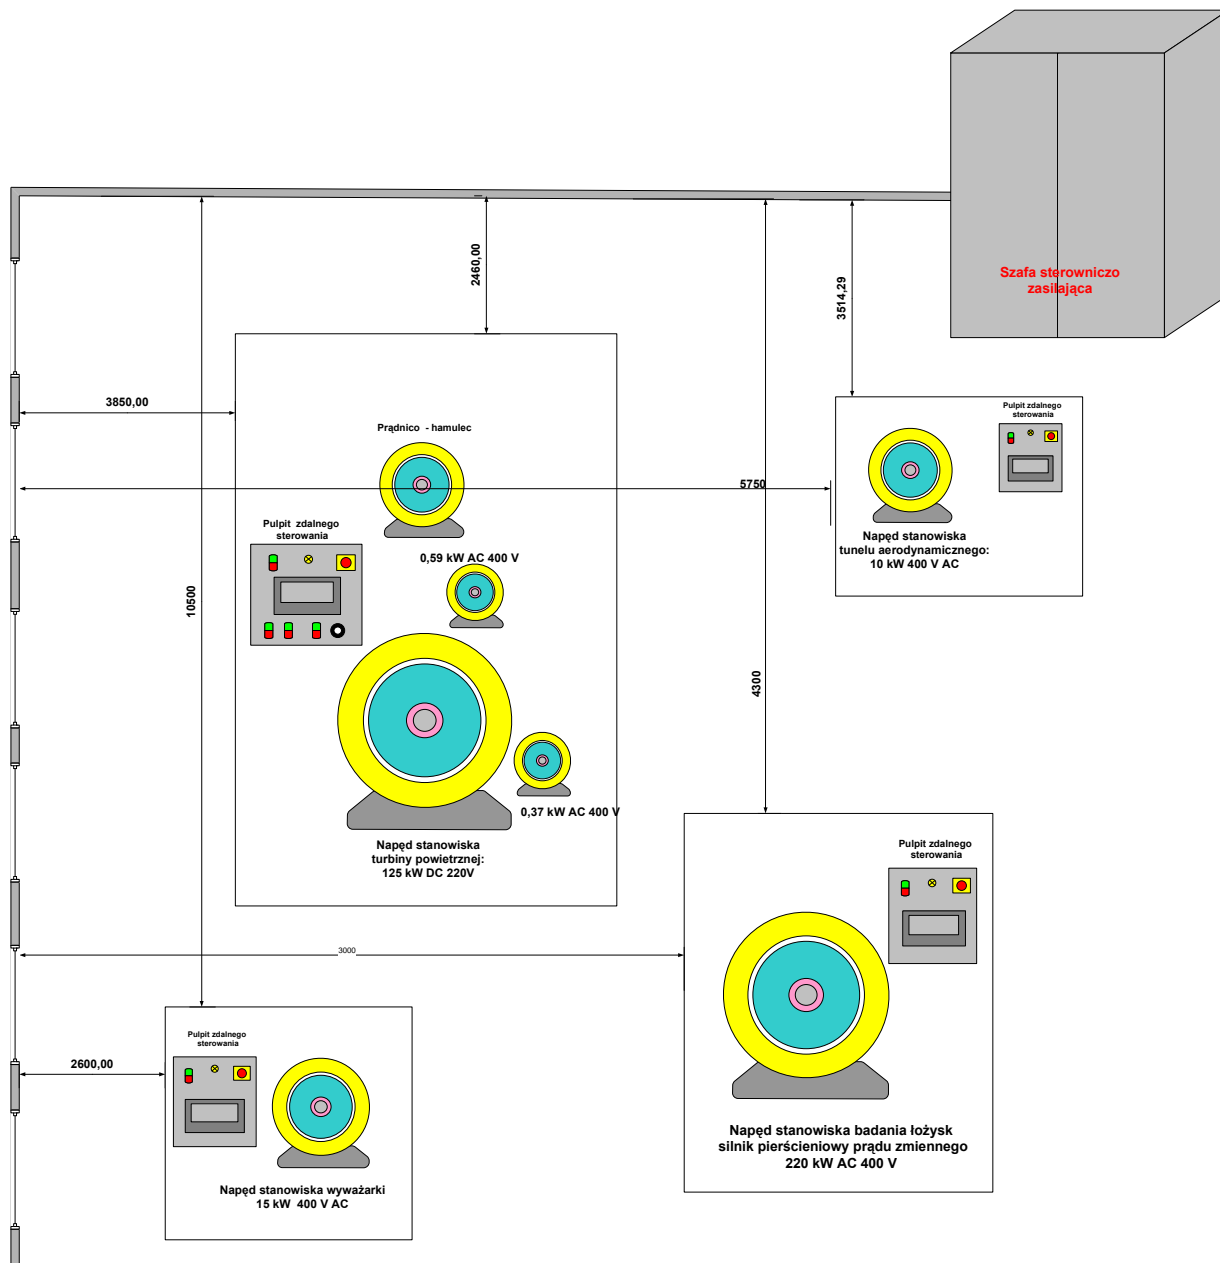 Szafa sterowniczo
zasilająca
2460,00
3514,29
3850,00
Prądnico - hamulec
Pulpit zdalnego
sterowania
5750
Pulpit zdalnego
sterowania
0,59 kW AC 400 V
Napęd stanowiska
tunelu aerodynamicznego:
10 kW 400 V AC
10500
4300
0,37 kW AC 400 V
Napęd stanowiska
turbiny powietrznej:
125 kW DC 220V
Pulpit zdalnego
sterowania
3000
Pulpit zdalnego
sterowania
2600,00
Napęd stanowiska badania łożysk
silnik pierścieniowy prądu zmiennego
220 kW AC 400 V
Napęd stanowiska wyważarki
15 kW 400 V AC